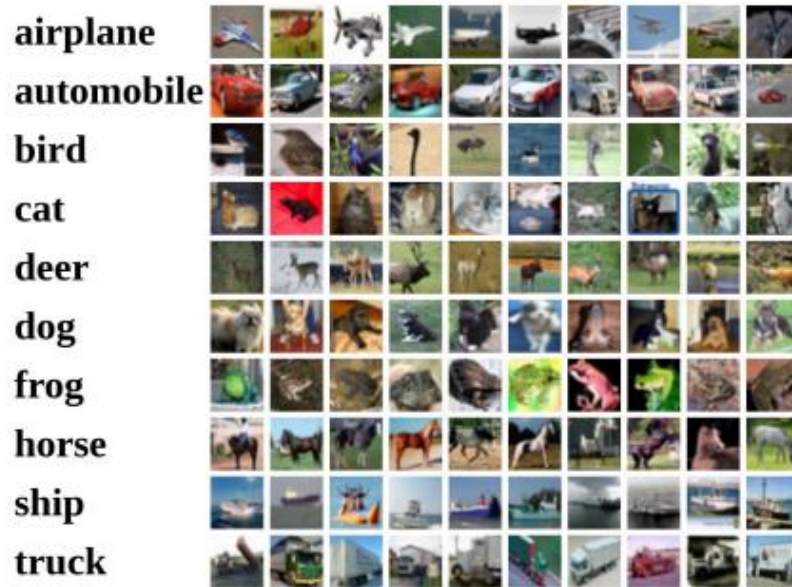 airplane
automobile
bird
cat
deer
dog
frog
horse
ship
truck